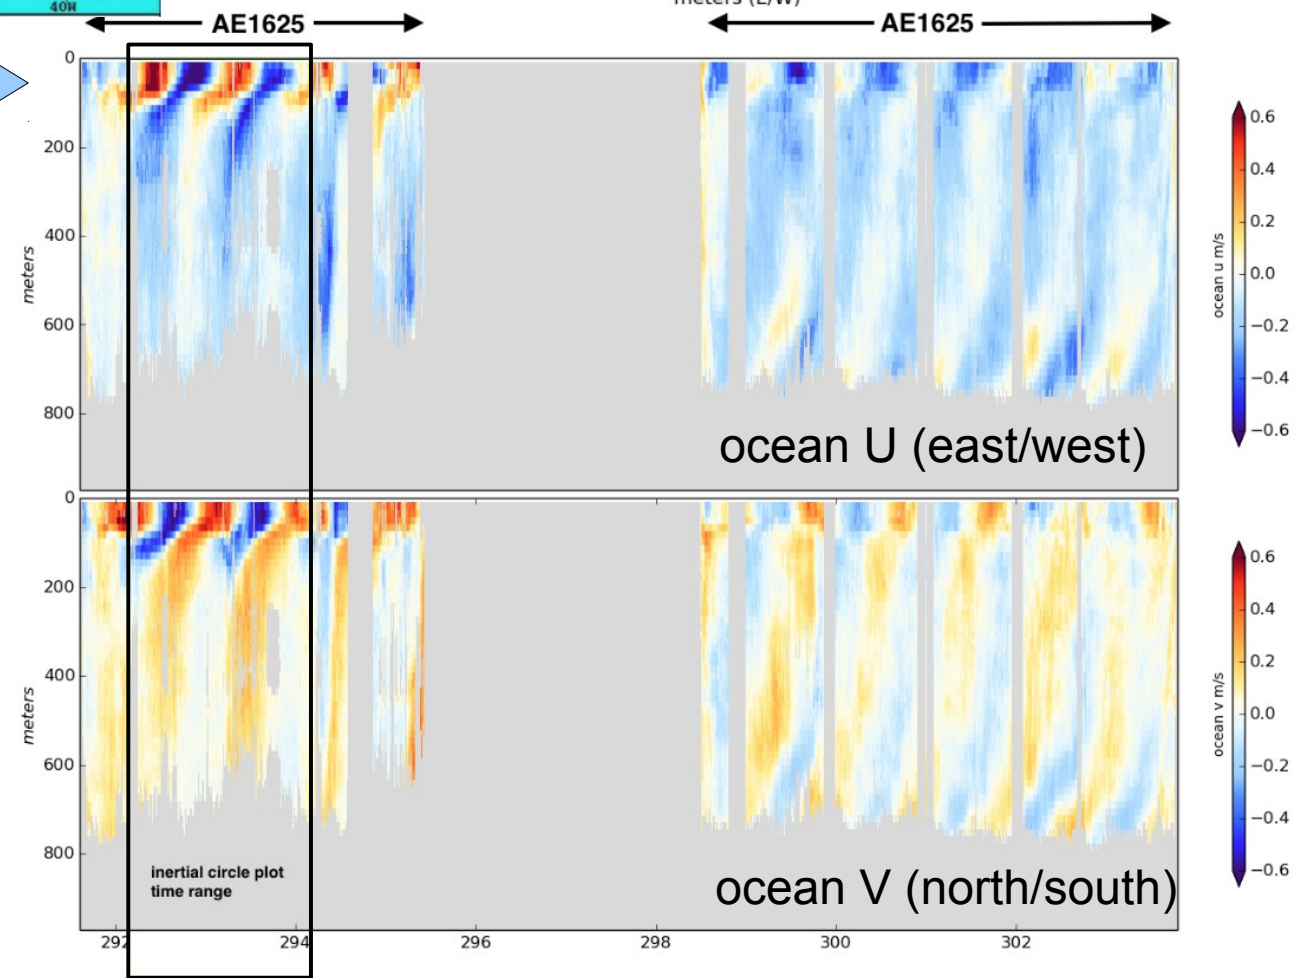 40N
meters (E/W)
AE1625
AE1625
0
200
400
600
800
meters
ocean U (east/west)
0.6
0.4
0.2
0.0
−0.2
−0.4
−0.6
ocean u m/s
0
200
400
600
800
meters
inertial circle plot
time range
ocean V (north/south)
0.6
0.4
0.2
0.0
−0.2
−0.4
−0.6
ocean v m/s
292
294
296
298
300
302